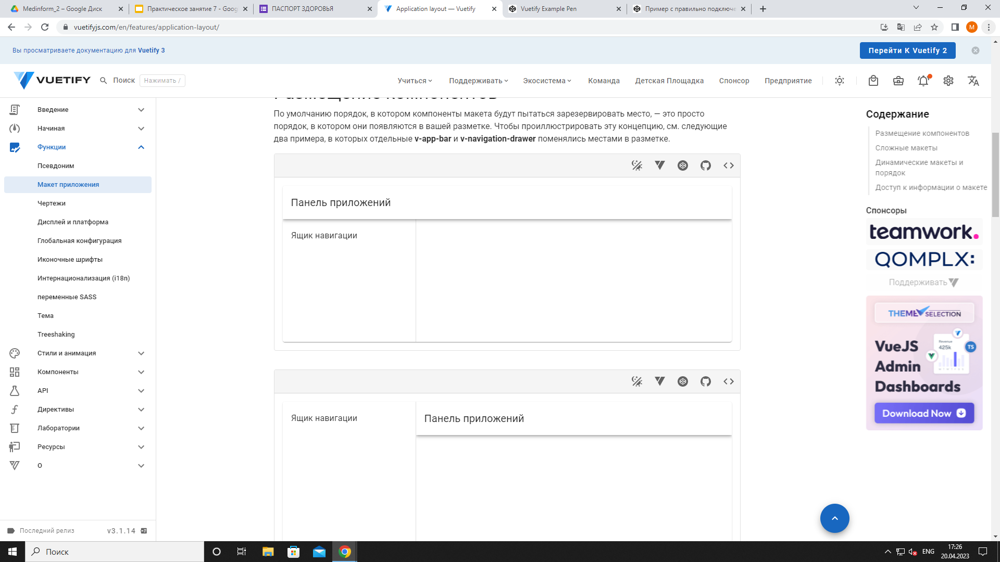 Medinform_2 – Google Диск
Практическое занятие 7 - Goog
ПАСПОРТ ЗДОРОВЬЯ
Application layout — Vuetify
Vuetify Example Pen
Пример с правильно подключе
vuetifyjs.com/en/features/application-layout/
M
Вы просматриваете документацию для Vuetify 3
Перейти К Vuetify 2
VUETIFY
Поиск
Нажимать /
Учиться
Поддерживать
Экосистема
Команда
Детская Площадка
Спонсор
Предприятие
Введение
Начиная
Функции
Псевдоним
Макет приложения
Чертежи
Дисплей и платформа
Глобальная конфигурация
Иконочные шрифты
Интернационализация (i18n)
переменные SASS
Тема
Treeshaking
Стили и анимация
Компоненты
API
Директивы
Лаборатории
Ресурсы
О
Последний релиз
v3.1.14
Размещение компонентов
По умолчанию порядок, в котором компоненты макета будут пытаться зарезервировать место, — это просто
порядок, в котором они появляются в вашей разметке. Чтобы проиллюстрировать эту концепцию, см. следующие
два примера, в которых отдельные v-app-bar и v-navigation-drawer поменялись местами в разметке.
Панель приложений
Ящик навигации
Ящик навигации
Панель приложений
Содержание
Размещение компонентов
Сложные макеты
Динамические макеты и
порядок
Доступ к информации о макете
Спонсоры
teamwork.
QOMPLX:
Поддерживать
THEMESELECTION
VueJS
Admin
Dashboards
Revenue
425k
TS
Download Now
Поиск
ENG
17:26
20.04.2023